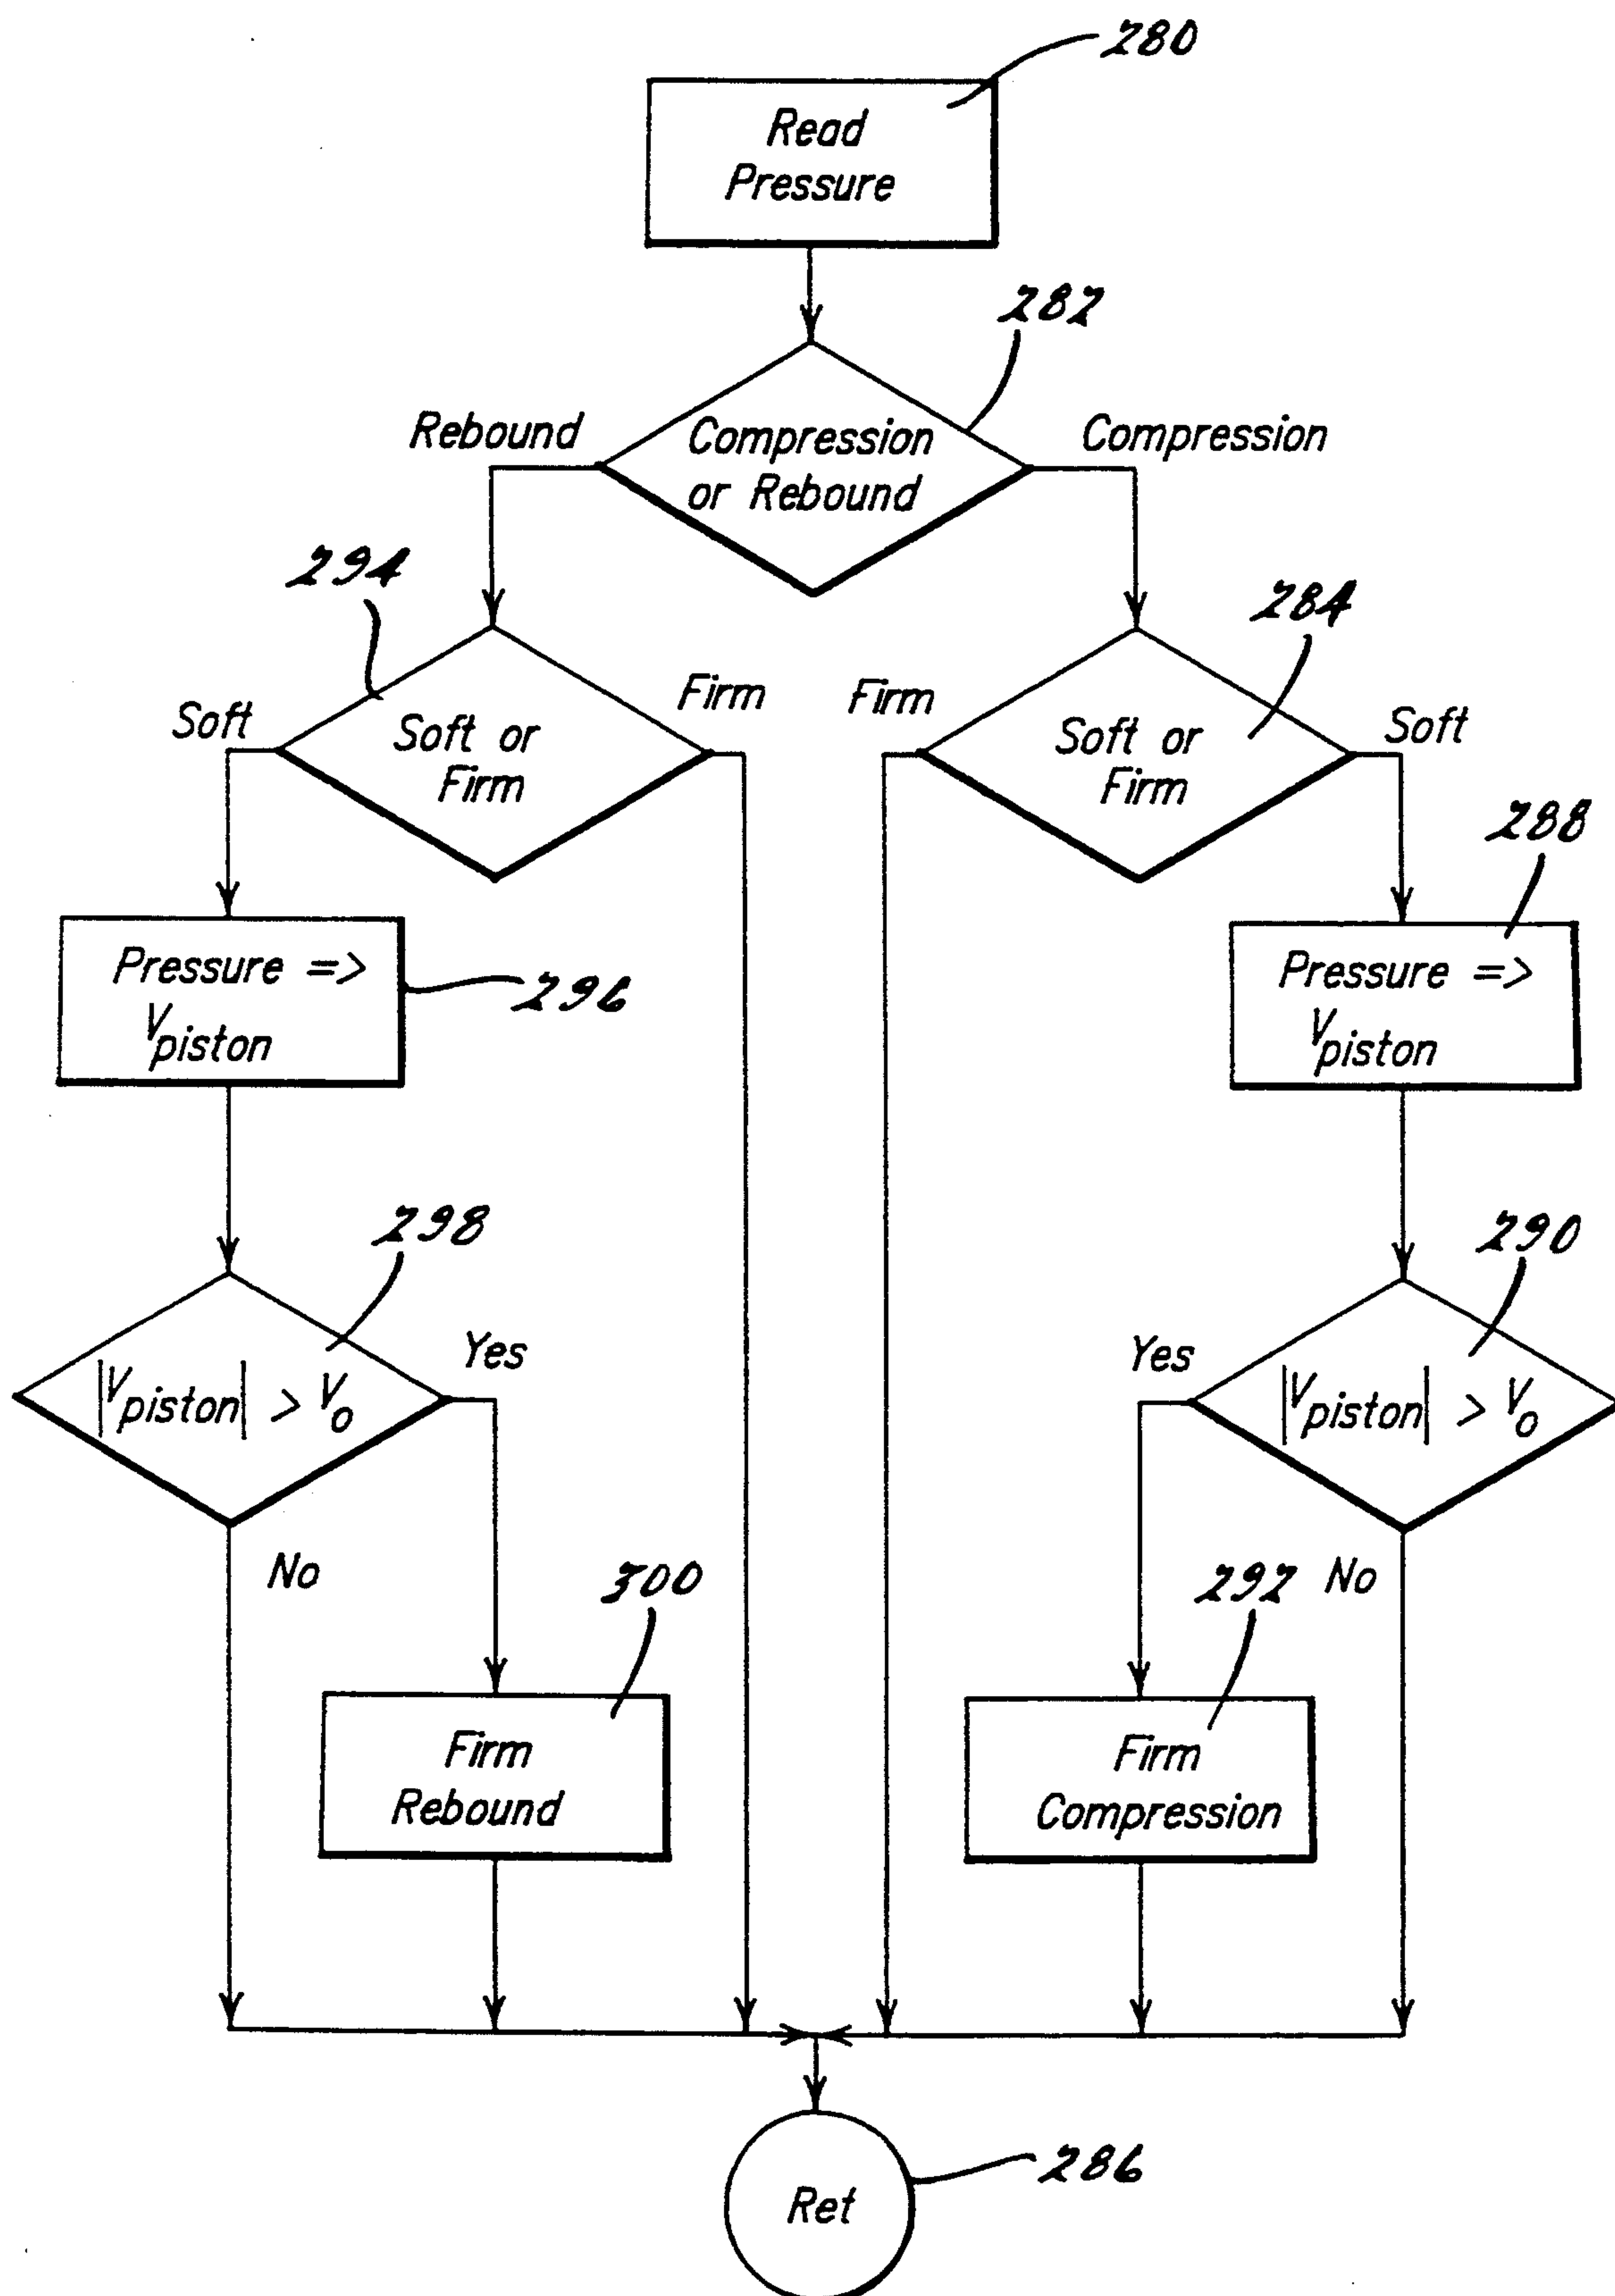 280
Read
Pressure
282
Rebound
Compression
or Rebound
Compression
294
284
Soft
Soft or
Firm
Firm
Firm
Soft or
Firm
Soft
288
Pressure =>
Vpiston
296
Pressure =>
Vpiston
298
290
|Vpiston| > Vo
Yes
Yes
|Vpiston| > Vo
No
300
292
No
Firm
Rebound
Firm
Compression
286
Ret